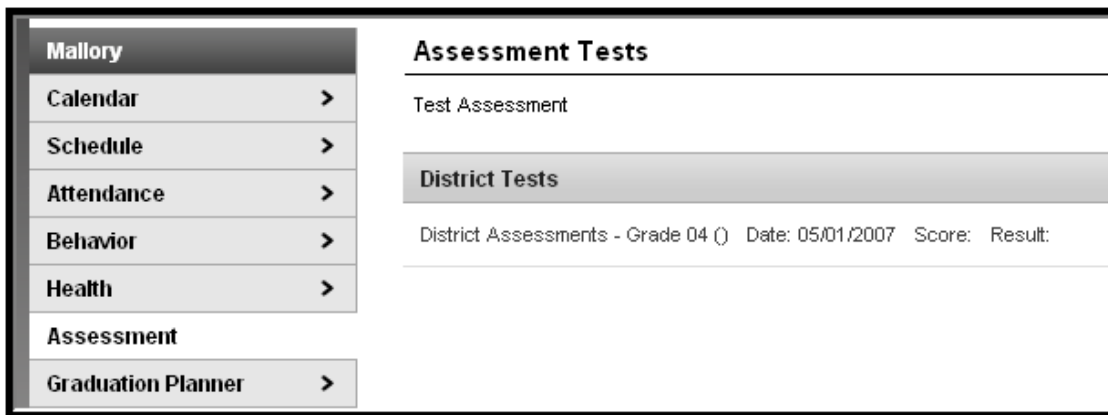 Mallory
Calendar >
Schedule >
Attendance >
Behavior >
Health >
Assessment
Graduation Planner >
Assessment Tests
Test Assessment
District Tests
District Assessments - Grade 04 () Date: 05/01/2007 Score: Result: